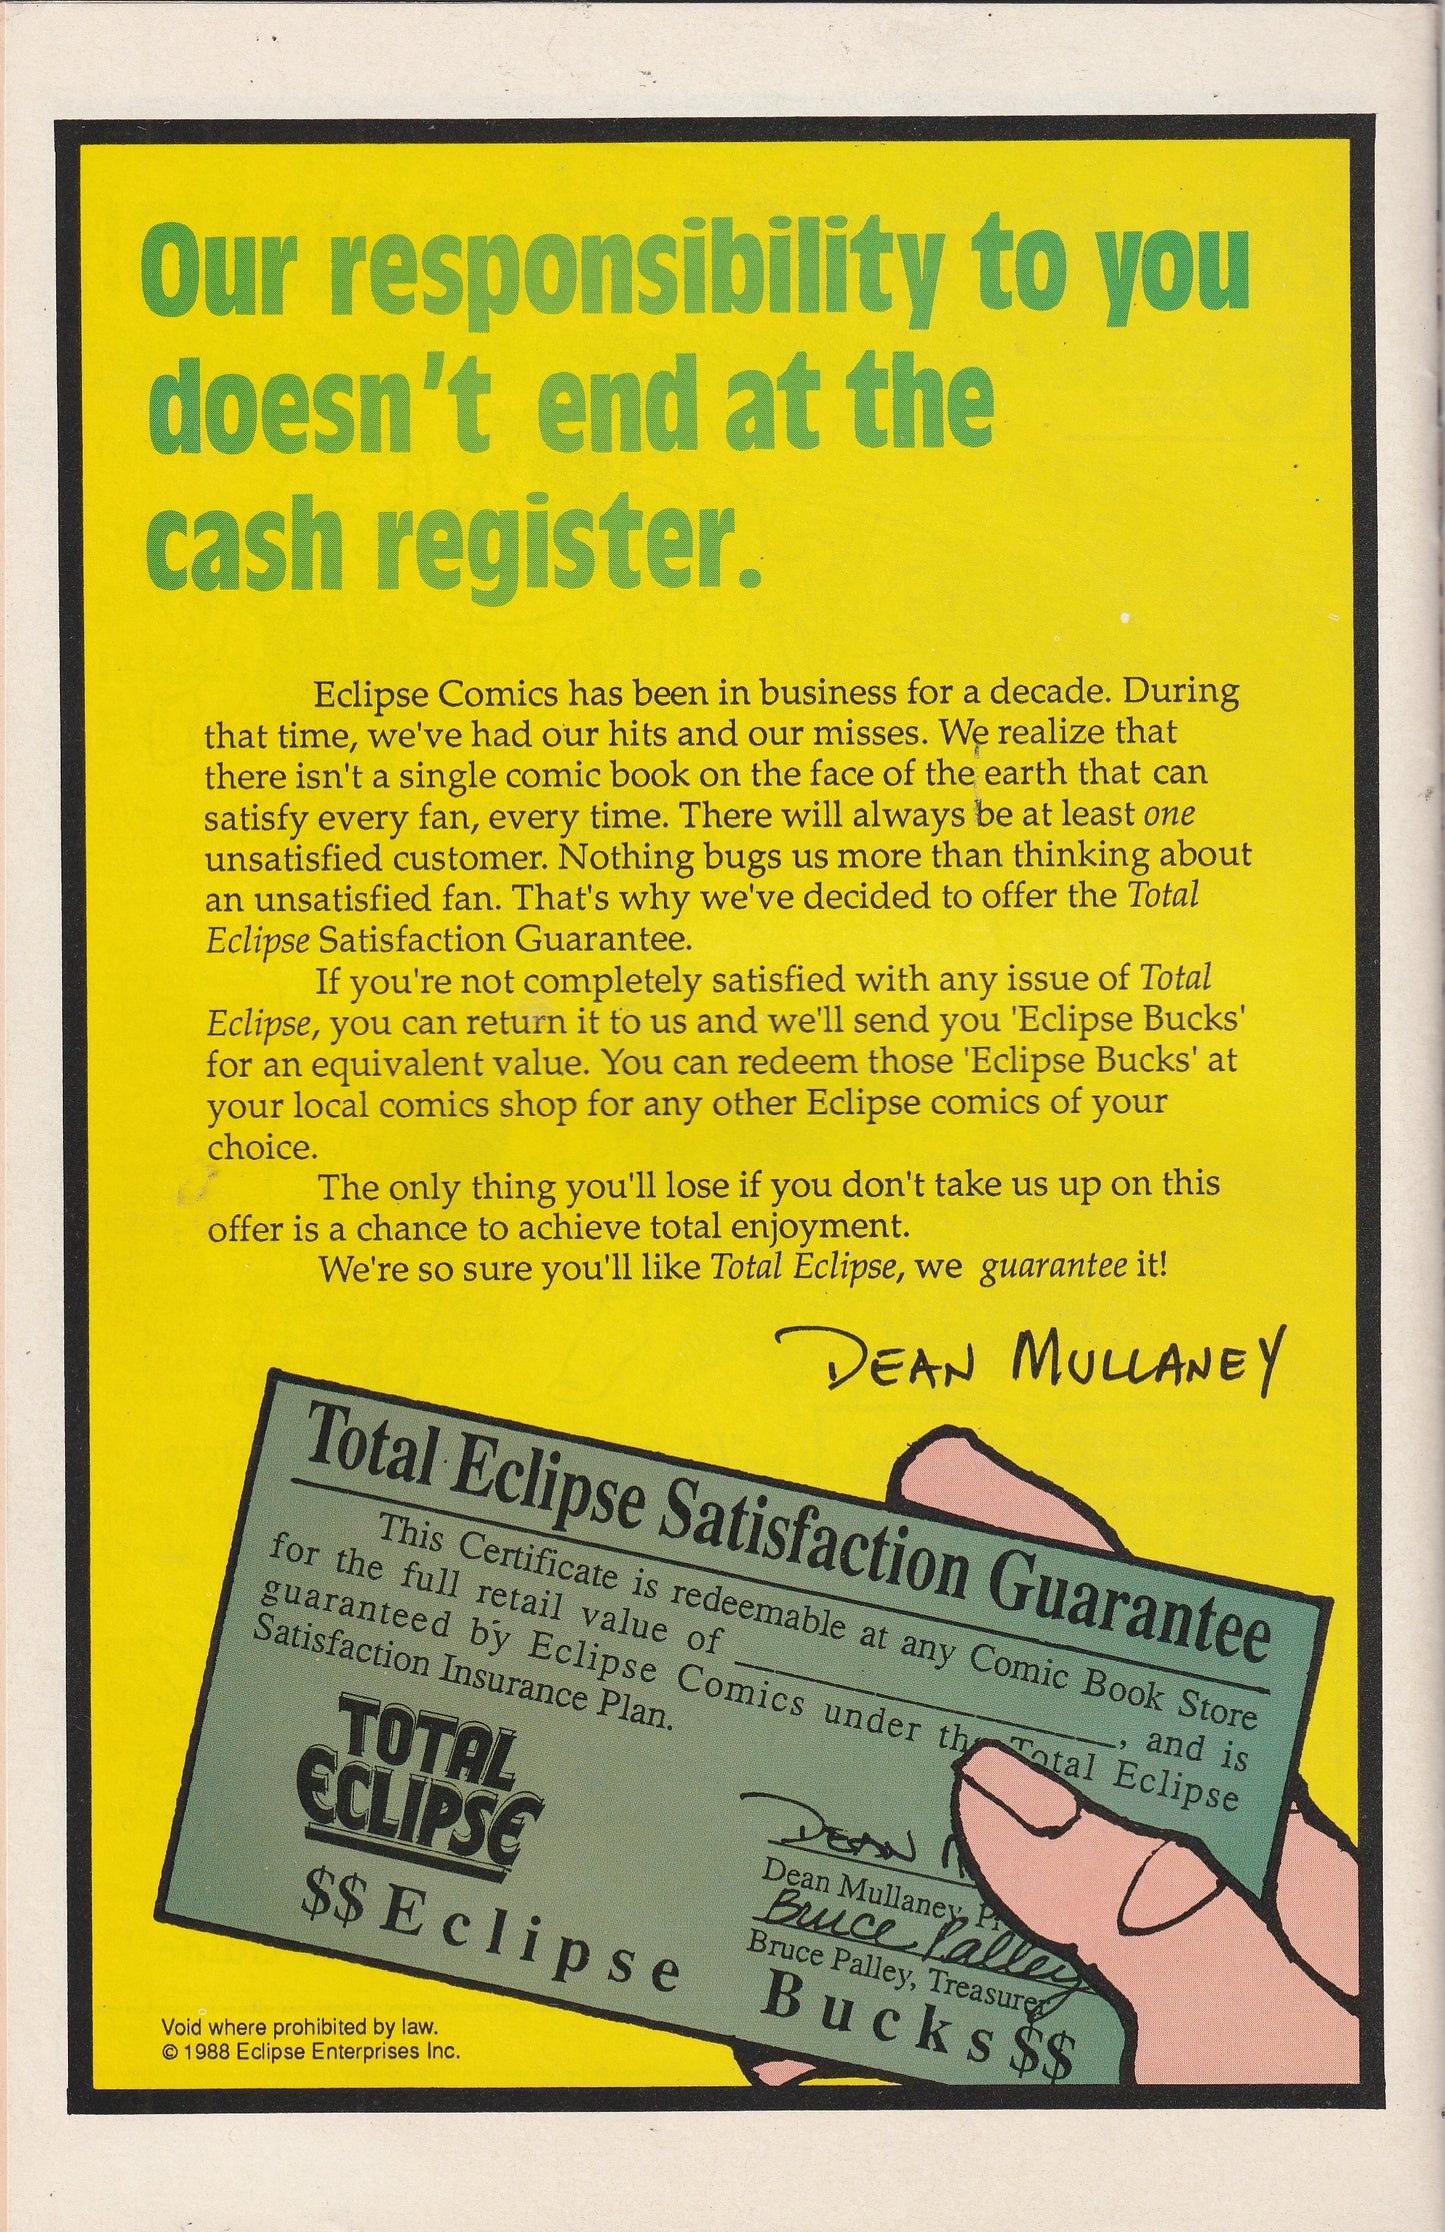 Our responsibility to you
doesn't end at the
cash register.
Eclipse Comics has been in business for a decade. During
that time, we've had our hits and our misses. We realize that
there isn't a single comic book on the face of the earth that can
satisfy every fan, every time. There will always be at least one
unsatisfied customer. Nothing bugs us more than thinking about
an unsatisfied fan. That's why we've decided to offer the Total
Eclipse Satisfaction Guarantee.
If you're not completely satisfied with any issue of Total
Eclipse, you can return it to us and we'll send you 'Eclipse Bucks'
for an equivalent value. You can redeem those 'Eclipse Bucks' at
your local comics shop for any other Eclipse comics of your
choice.
The only thing you'll lose if you don't take us up on this
offer is a chance to achieve total enjoyment.
We're so sure you'll like Total Eclipse, we guarantee it!
DEAN MULLANEY
Total Eclipse Satisfaction Guarantee
This Certificate is redeemable at any Comic Book Store
for the full retail value of ____________, and is
guaranteed by Eclipse Comics under the Total Eclipse
Satisfaction Insurance Plan.
TOTAL
ECLIPSE
DEAN
Dean Mullaney,
Bruce Palley
Bruce Palley, Treasurer
$$Eclipse Bucks$$
Void where prohibited by law.
© 1988 Eclipse Enterprises Inc.